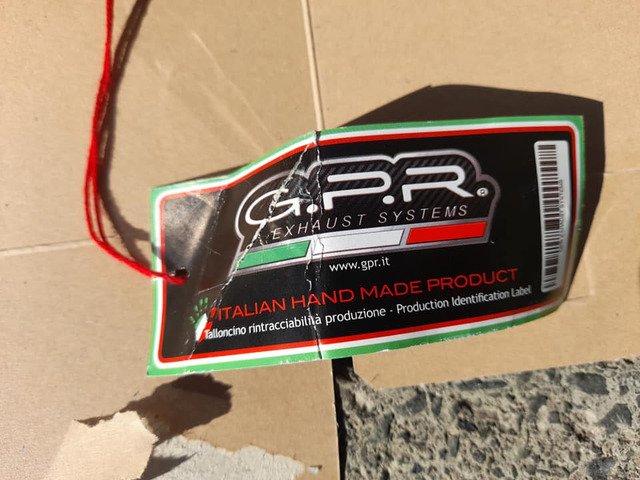 G.P.R.®
EXHAUST SYSTEMS
www.gpr.it
ITALIAN HAND MADE PRODUCT
Talloncino rintracciabilità produzione - Production Identification Label